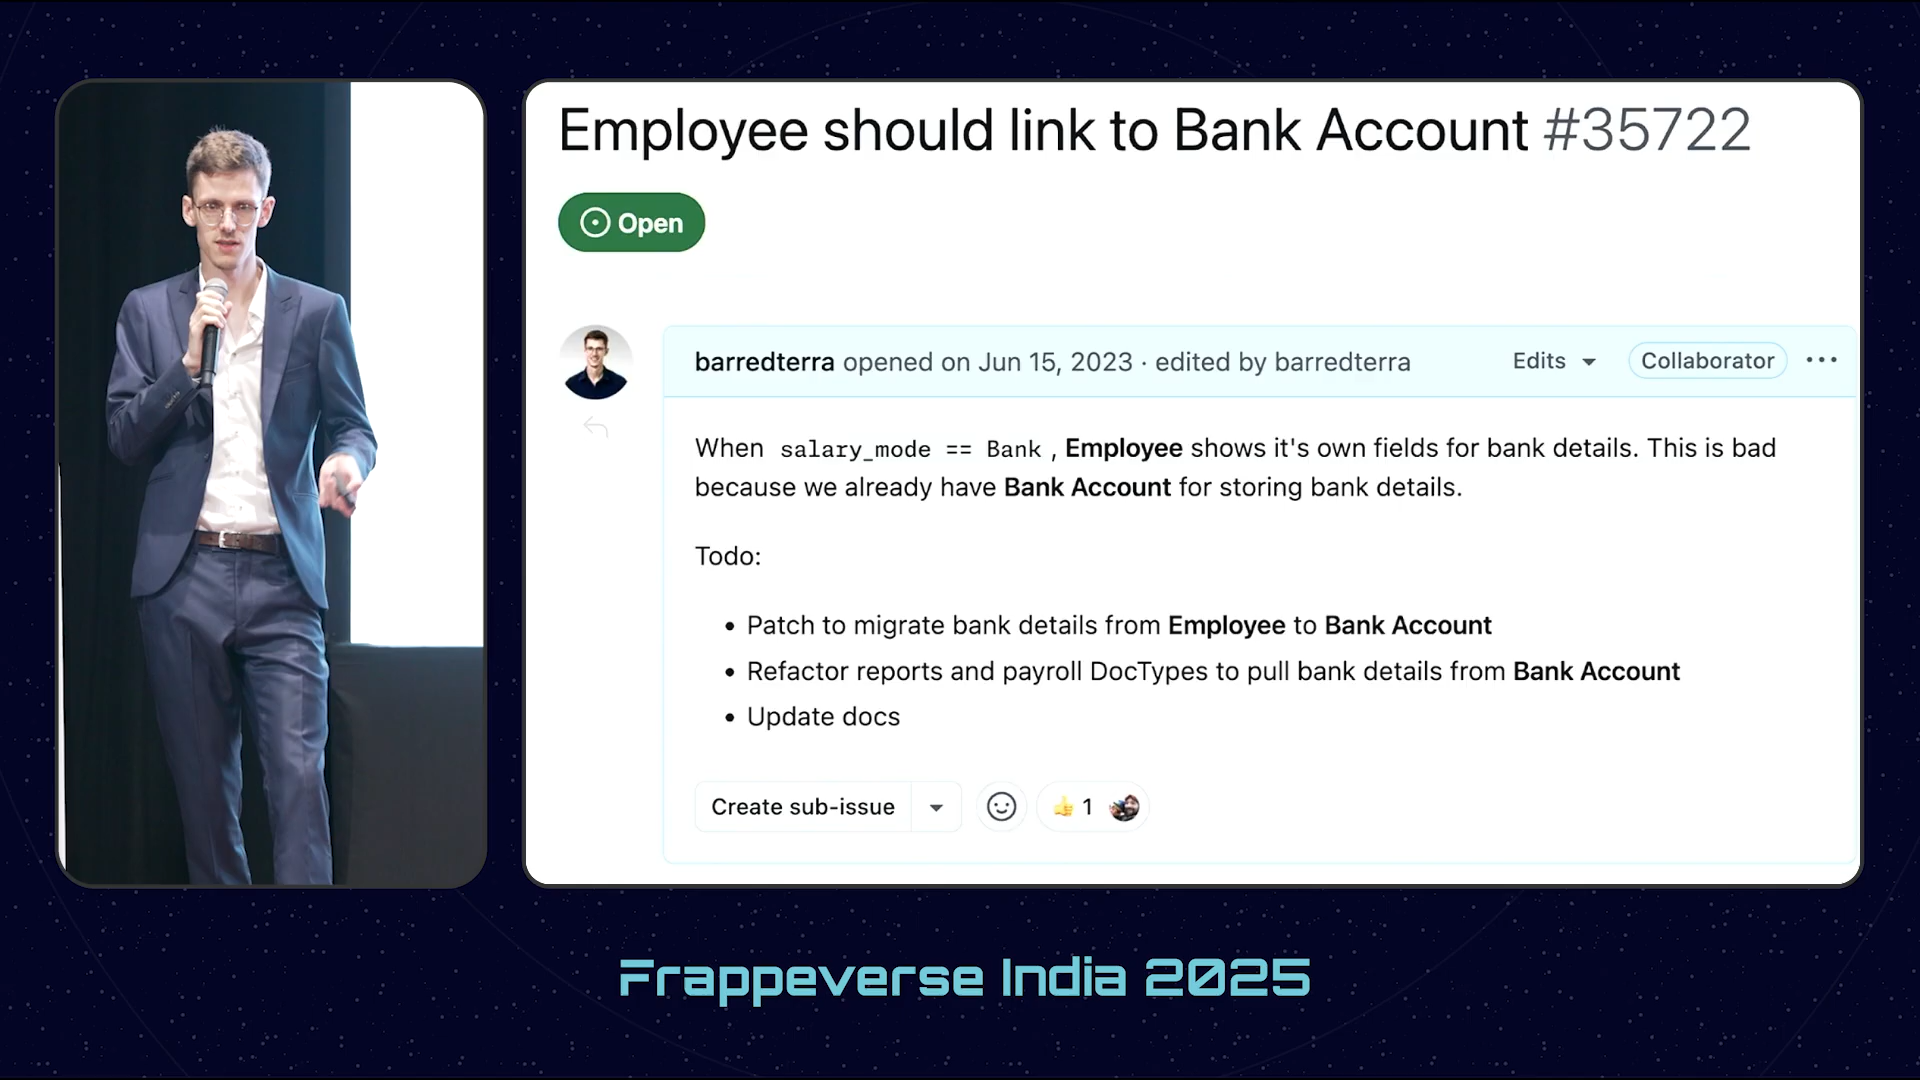 Employee should link to Bank Account #35722
Open
barredterra opened on Jun 15, 2023 · edited by barredterra
Edits
Collaborator
When salary_mode == Bank , Employee shows it's own fields for bank details. This is bad
because we already have Bank Account for storing bank details.
Todo:
• Patch to migrate bank details from Employee to Bank Account
• Refactor reports and payroll DocTypes to pull bank details from Bank Account
• Update docs
Create sub-issue
👍 1
Frappeverse India 2025